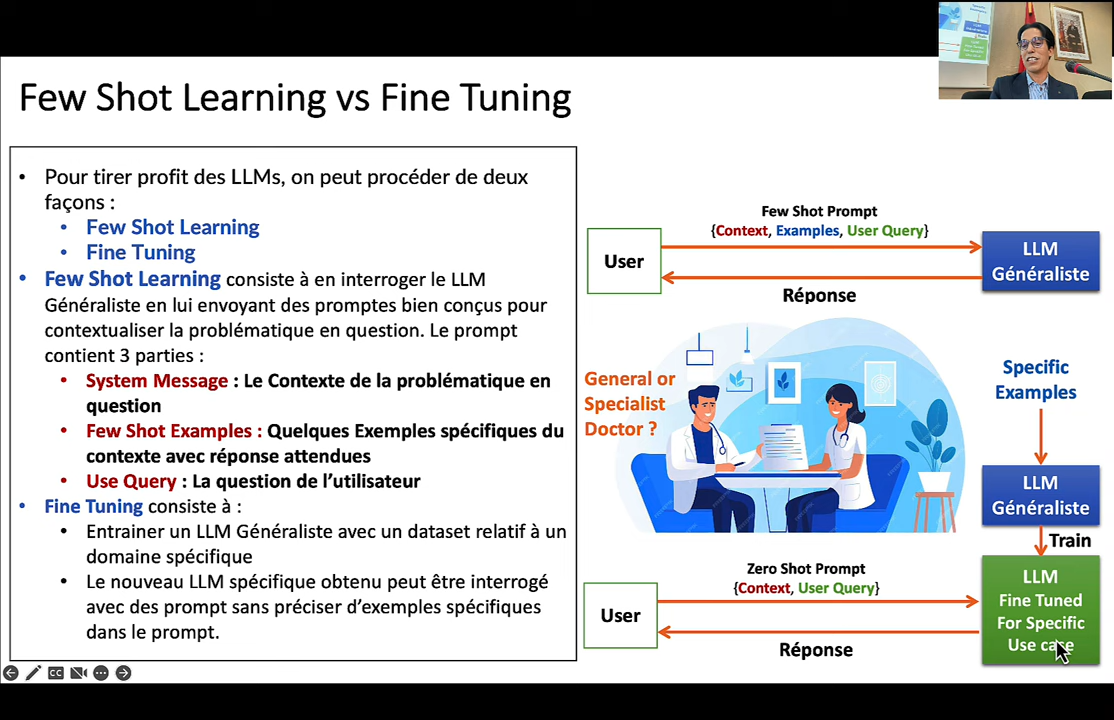 Few Shot Learning vs Fine Tuning
• Pour tirer profit des LLMs, on peut procéder de deux
façons :
• Few Shot Learning
• Fine Tuning
• Few Shot Learning consiste à en interroger le LLM
Généraliste en lui envoyant des promptes bien conçus pour
contextualiser la problématique en question. Le prompt
contient 3 parties :
• System Message : Le Contexte de la problématique en
question
• Few Shot Examples : Quelques Exemples spécifiques du
contexte avec réponse attendues
• Use Query : La question de l’utilisateur
• Fine Tuning consiste à :
• Entrainer un LLM Généraliste avec un dataset relatif à un
domaine spécifique
• Le nouveau LLM spécifique obtenu peut être interrogé
avec des prompt sans préciser d’exemples spécifiques
dans le prompt.
Few Shot Prompt
{Context, Examples, User Query}
User
LLM
Généraliste
Réponse
General or
Specialist
Doctor ?
Specific
Examples
LLM
Généraliste
Train
Zero Shot Prompt
{Context, User Query}
User
LLM
Fine Tuned
For Specific
Use case
Réponse
CC